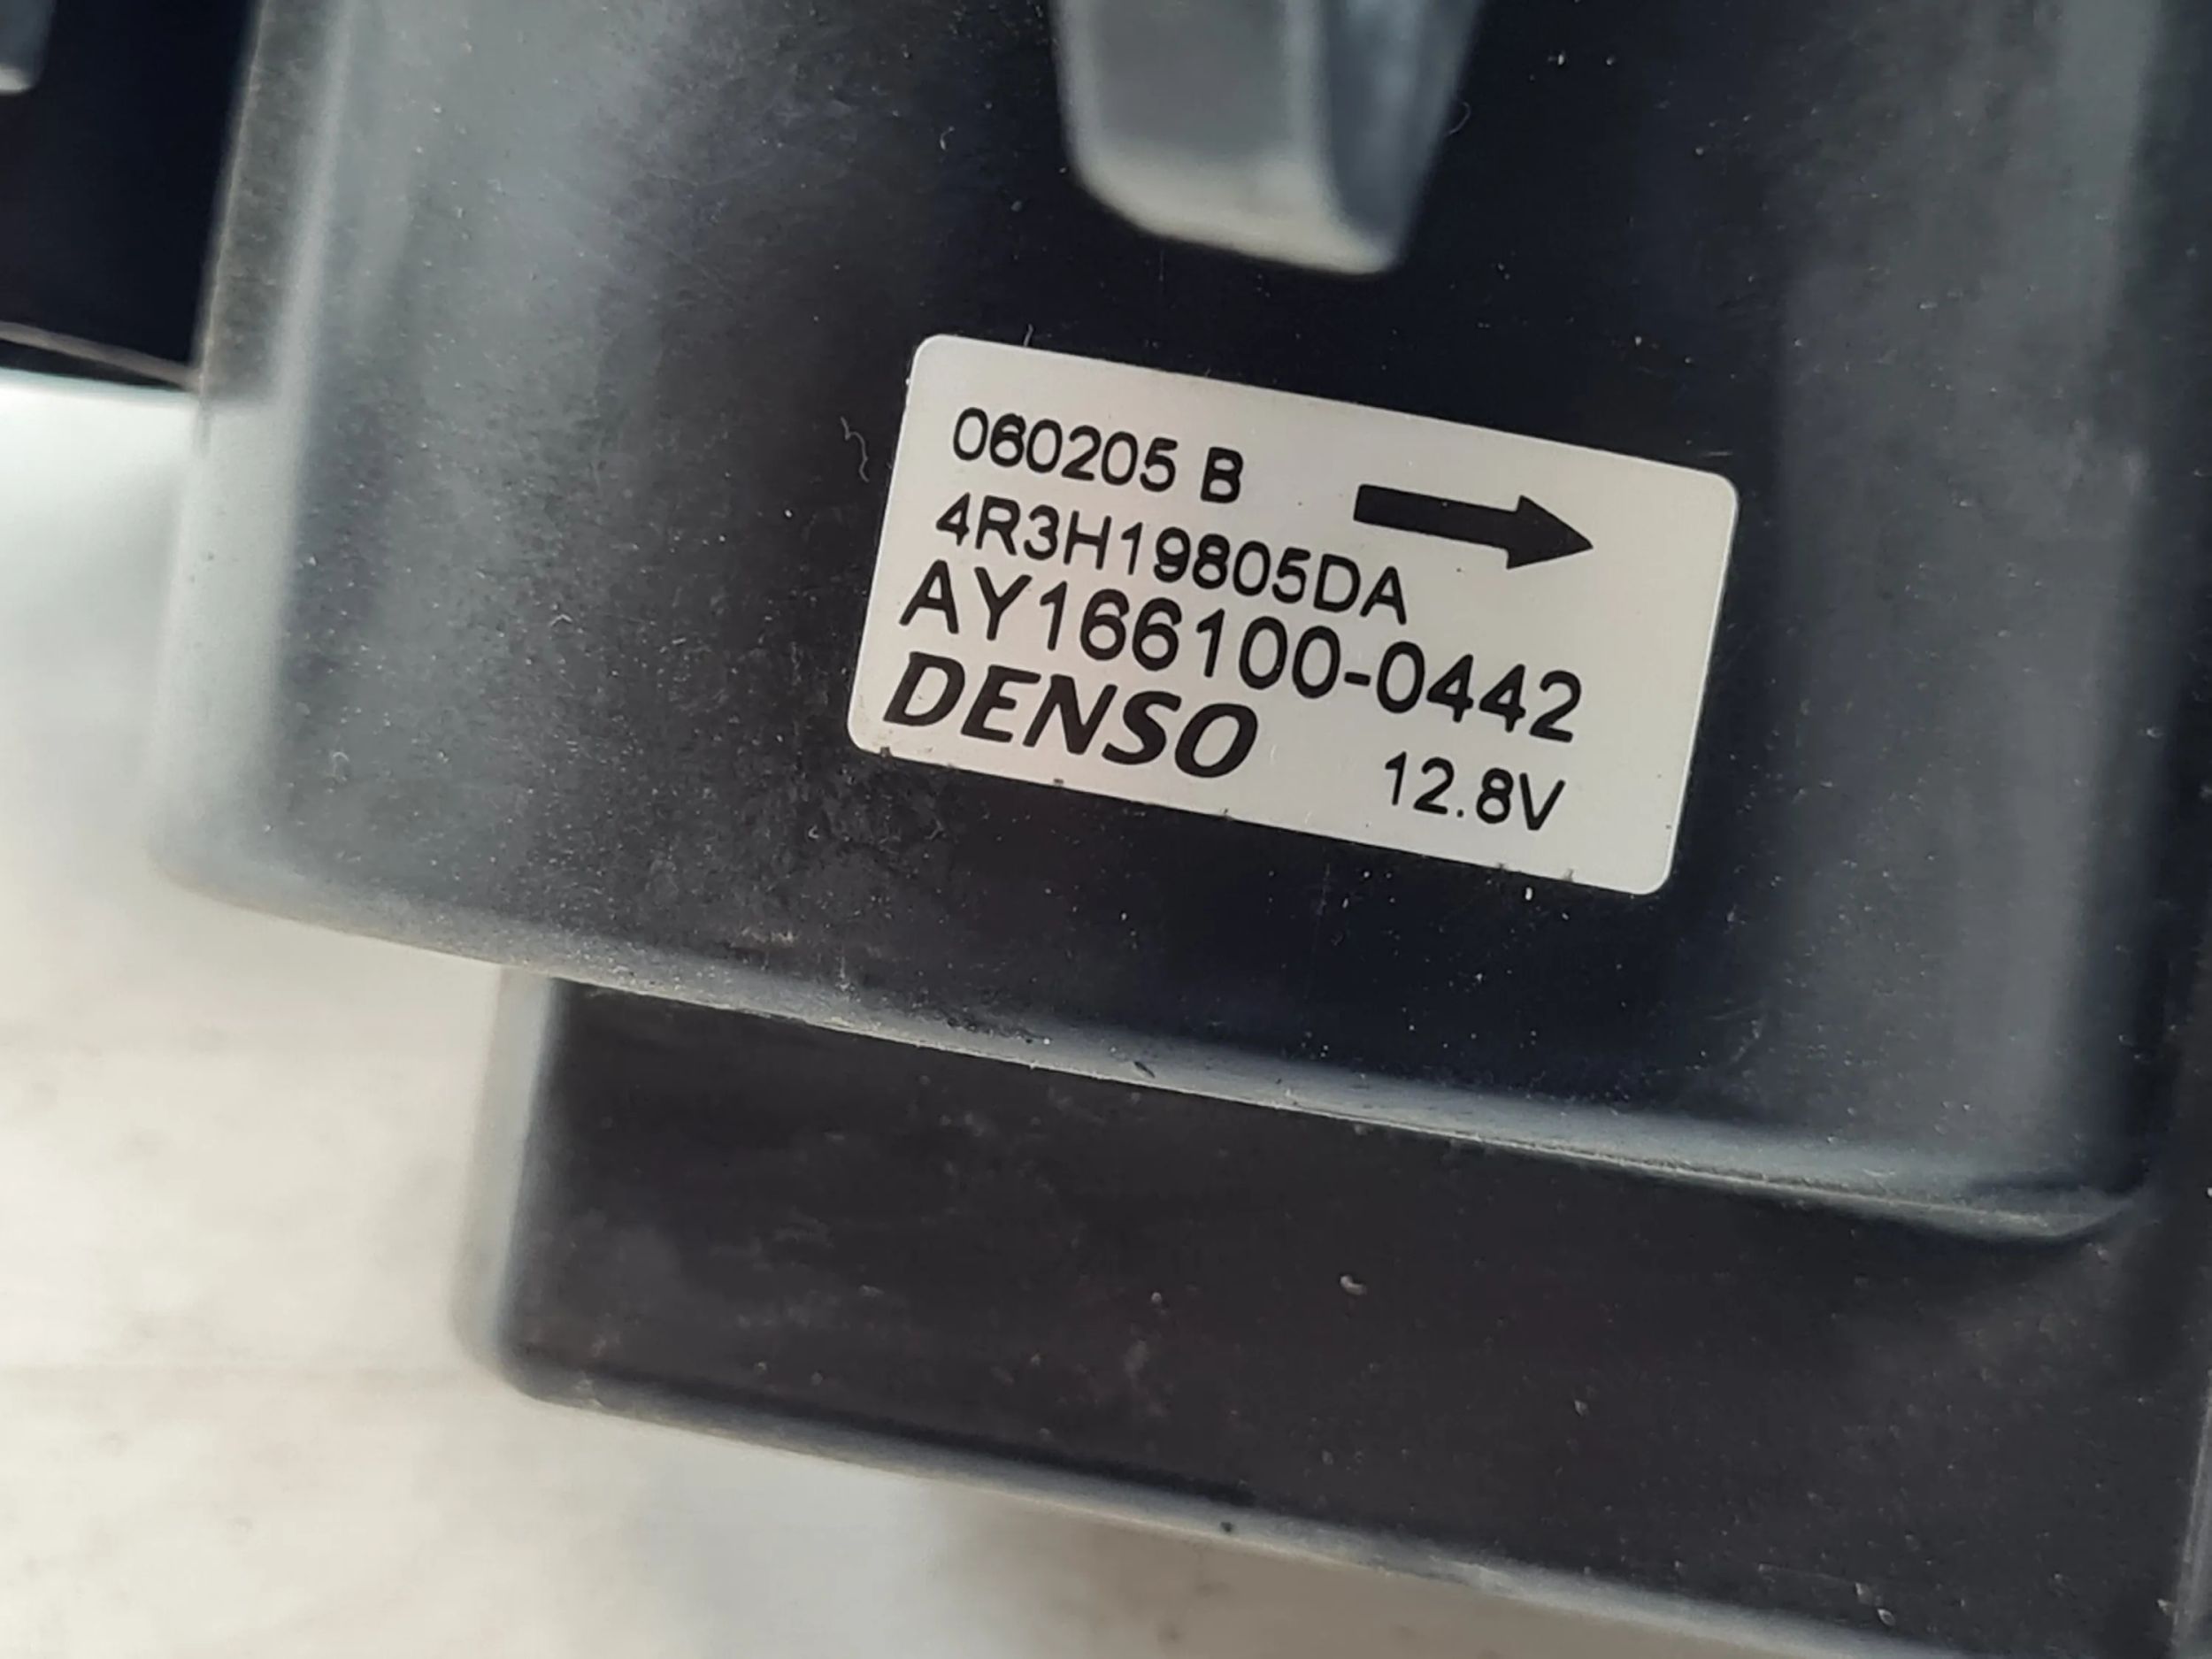 060205 B
4R3H19805DA
AY166100-0442
DENSO
12.8V